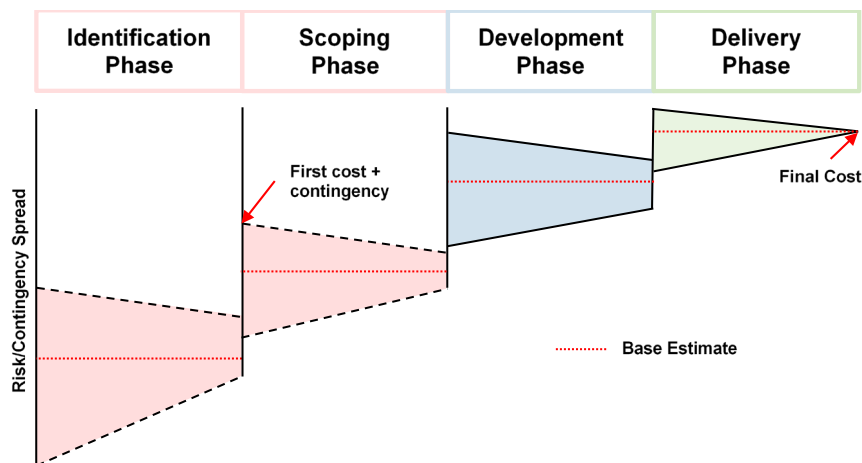 Identification
Phase
Scoping
Phase
Development
Phase
Delivery
Phase
First cost +
contingency
Final Cost
Risk/Contingency Spread
Base Estimate